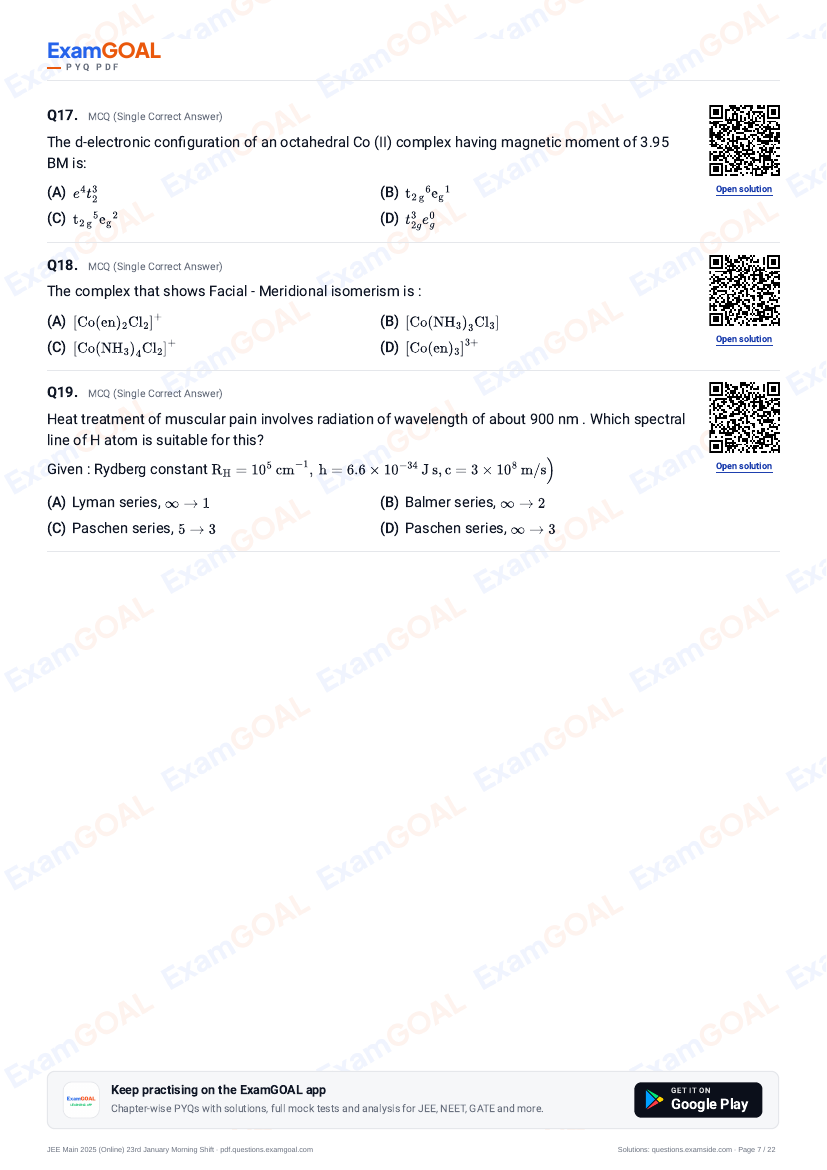 ExamGOAL
PYQ PDF
Q17. MCQ (Single Correct Answer)
The d-electronic configuration of an octahedral Co (II) complex having magnetic moment of 3.95
BM is:
(A) e⁴t₂³ (B) t₂g⁶eg¹
(C) t₂g⁵eg² (D) t₂g³eg⁰
Open solution
Q18. MCQ (Single Correct Answer)
The complex that shows Facial - Meridional isomerism is :
(A) [Co(en)₂Cl₂]⁺ (B) [Co(NH₃)₃Cl₃]
(C) [Co(NH₃)₄Cl₂]⁺ (D) [Co(en)₃]³⁺
Open solution
Q19. MCQ (Single Correct Answer)
Heat treatment of muscular pain involves radiation of wavelength of about 900 nm . Which spectral
line of H atom is suitable for this?
Given : Rydberg constant R_H = 10⁵ cm⁻¹, h = 6.6 × 10⁻³⁴ J s, c = 3 × 10⁸ m/s)
(A) Lyman series, ∞ → 1 (B) Balmer series, ∞ → 2
(C) Paschen series, 5 → 3 (D) Paschen series, ∞ → 3
Open solution
Keep practising on the ExamGOAL app
Chapter-wise PYQs with solutions, full mock tests and analysis for JEE, NEET, GATE and more.
GET IT ON
Google Play
JEE Main 2025 (Online) 23rd January Morning Shift · pdf.questions.examgoal.com
Solutions: questions.examside.com · Page 7 / 22